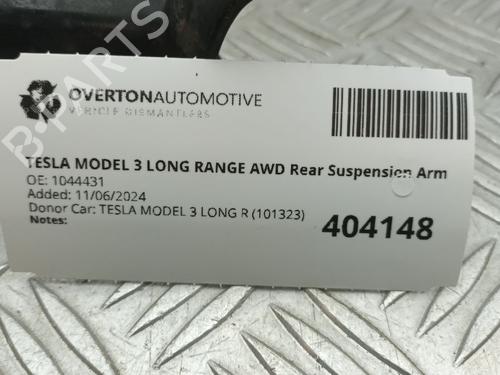 OVERTONAUTOMOTIVE
VEHICLE DISMANTLERS
TESLA MODEL 3 LONG RANGE AWD Rear Suspension Arm
OE: 1044431
Added: 11/06/2024
Donor Car: TESLA MODEL 3 LONG R (101323)
Notes:
404148
B-PARTS